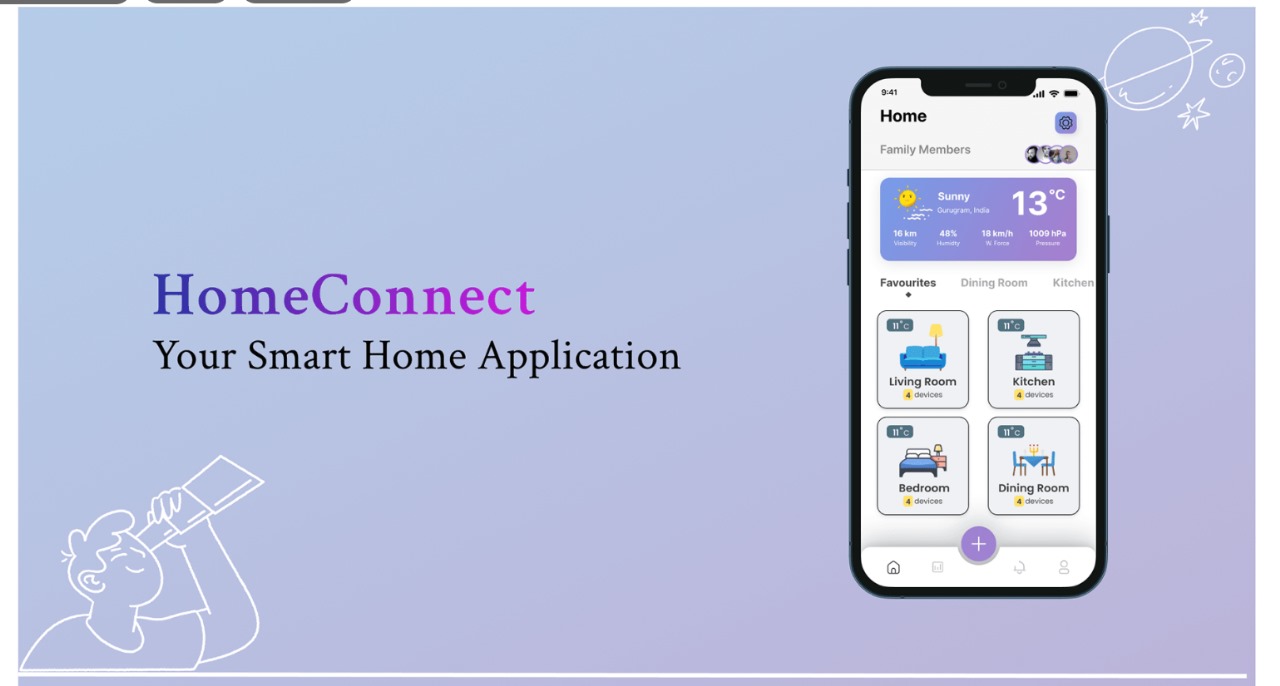 HomeConnect
Your Smart Home Application
9:41
Home
Family Members
Sunny
Gurugram, India
13°C
16 km 48% 18 km/h 1009 hPa
Visibility Humidity W. Force Pressure
Favourites Dining Room Kitchen
11°C 11°C
Living Room Kitchen
4 devices 4 devices
11°C 11°C
Bedroom Dining Room
4 devices 4 devices